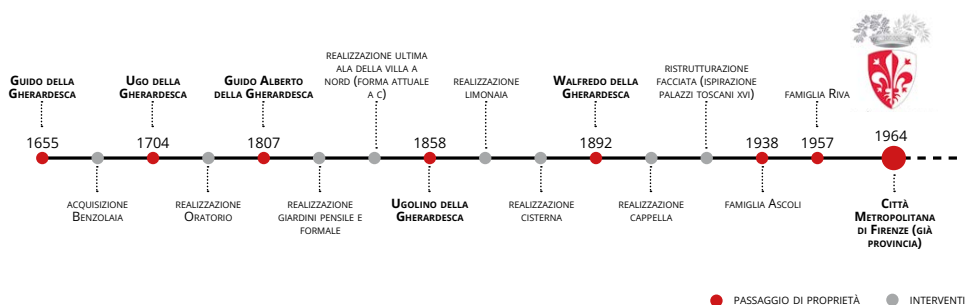 REALIZZAZIONE ULTIMA
ALA DELLA VILLA A
NORD (FORMA ATTUALE
A C)
RISTRUTTURAZIONE
FACCIATA (ISPIRAZIONE
PALAZZI TOSCANI XVI)
GUIDO DELLA
GHERARDESCA
UGO DELLA
GHERARDESCA
GUIDO ALBERTO
DELLA GHERARDESCA
REALIZZAZIONE
LIMONAIA
WALFREDO DELLA
GHERARDESCA
FAMIGLIA RIVA
1655
1704
1807
1858
1892
1938
1957
1964
ACQUISIZIONE
BENZOLAIA
REALIZZAZIONE
ORATORIO
REALIZZAZIONE
GIARDINI PENSILE E
FORMALE
UGOLINO DELLA
GHERARDESCA
REALIZZAZIONE
CISTERNA
REALIZZAZIONE
CAPPELLA
FAMIGLIA ASCOLI
CITTÀ
METROPOLITANA
DI FIRENZE (GIÀ
PROVINCIA)
PASSAGGIO DI PROPRIETÀ
INTERVENTI